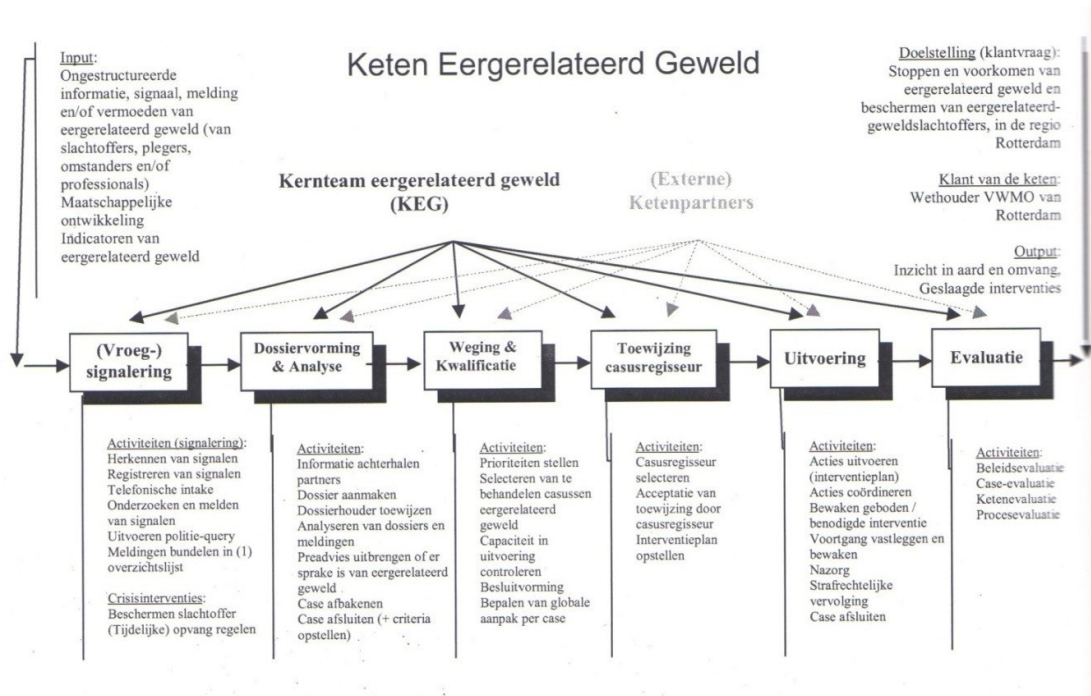 Keten Eergerelateerd Geweld
Input:
Ongestructureerde
informatie, signaal, melding
en/of vermoeden van
eergerelateerd geweld (van
slachtoffers, plegers,
omstanders en/of
professionals)
Maatschappelijke
ontwikkeling
Indicatoren van
eergerelateerd geweld
Doelstelling (klantvraag):
Stoppen en voorkomen van
eergerelateerd geweld en
beschermen van eergerelateerd-
geweldslachtoffers, in de regio
Rotterdam
Klant van de keten:
Wethouder VWMO van
Rotterdam
Output:
Inzicht in aard en omvang.
Geslaagde interventies
Kernteam eergerelateerd geweld
(KEG)
(Externe)
Ketenpartners
(Vroeg-)
signalering
Dossiervorming
& Analyse
Weging &
Kwalificatie
Toewijzing
casusregisseur
Uitvoering
Evaluatie
Activiteiten (signalering):
Herkennen van signalen
Registreren van signalen
Telefonische intake
Onderzoeken en melden
van signalen
Uitvoeren politie-query
Meldingen bundelen in (1)
overzichtslijst
Crisisinterventies:
Beschermen slachtoffer
(Tijdelijke) opvang regelen
Activiteiten:
Informatie achterhalen
partners
Dossier aanmaken
Dossierhouder toewijzen
Analyseren van dossiers en
meldingen
Preadvies uitbrengen of er
sprake is van eergerelateerd
geweld
Case afbakenen
Case afsluiten (+ criteria
opstellen)
Activiteiten:
Prioriteiten stellen
Selecteren van te
behandelen casussen
eergerelateerd
geweld
Capaciteit in
uitvoering
controleren
Besluitvorming
Bepalen van globale
aanpak per case
Activiteiten:
Casusregisseur
selecteren
Acceptatie van
toewijzing door
casusregisseur
Interventieplan
opstellen
Activiteiten:
Acties uitvoeren
(interventieplan)
Acties coördineren
Bewaken geboden /
benodigde interventie
Voortgang vastleggen en
bewaken
Nazorg
Strafrechtelijke
vervolging
Case afsluiten
Activiteiten:
Beleidsevaluatie
Case-evaluatie
Ketenevaluatie
Procesevaluatie